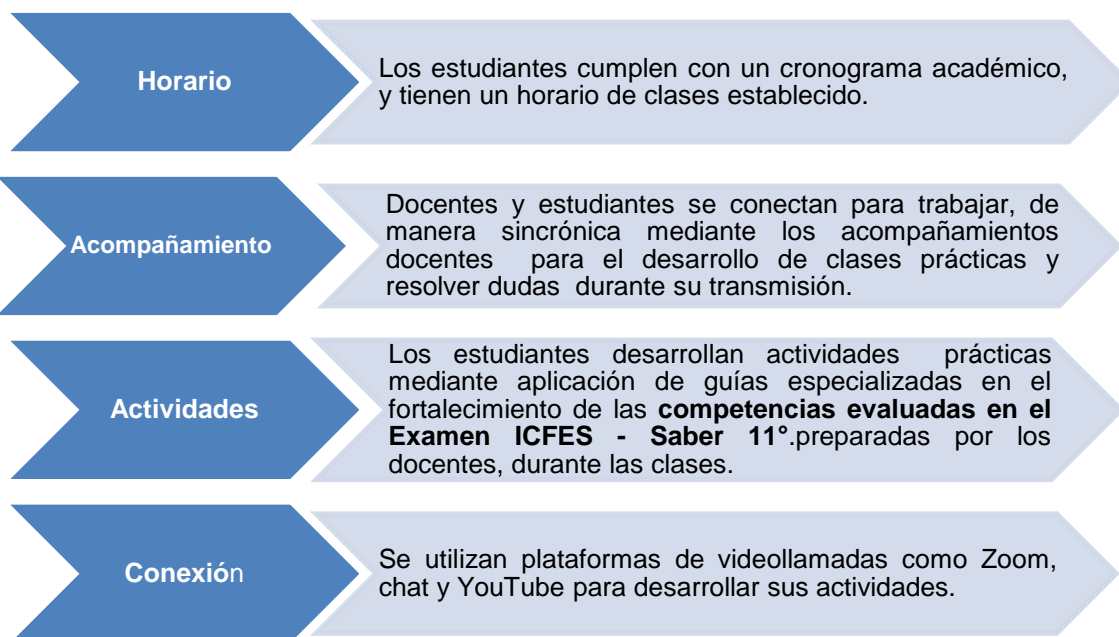 Horario
Los estudiantes cumplen con un cronograma académico,
y tienen un horario de clases establecido.
Acompañamiento
Docentes y estudiantes se conectan para trabajar, de
manera sincrónica mediante los acompañamientos
docentes para el desarrollo de clases prácticas y
resolver dudas durante su transmisión.
Actividades
Los estudiantes desarrollan actividades prácticas
mediante aplicación de guías especializadas en el
fortalecimiento de las competencias evaluadas en el
Examen ICFES - Saber 11°.preparadas por los
docentes, durante las clases.
Conexión
Se utilizan plataformas de videollamadas como Zoom,
chat y YouTube para desarrollar sus actividades.